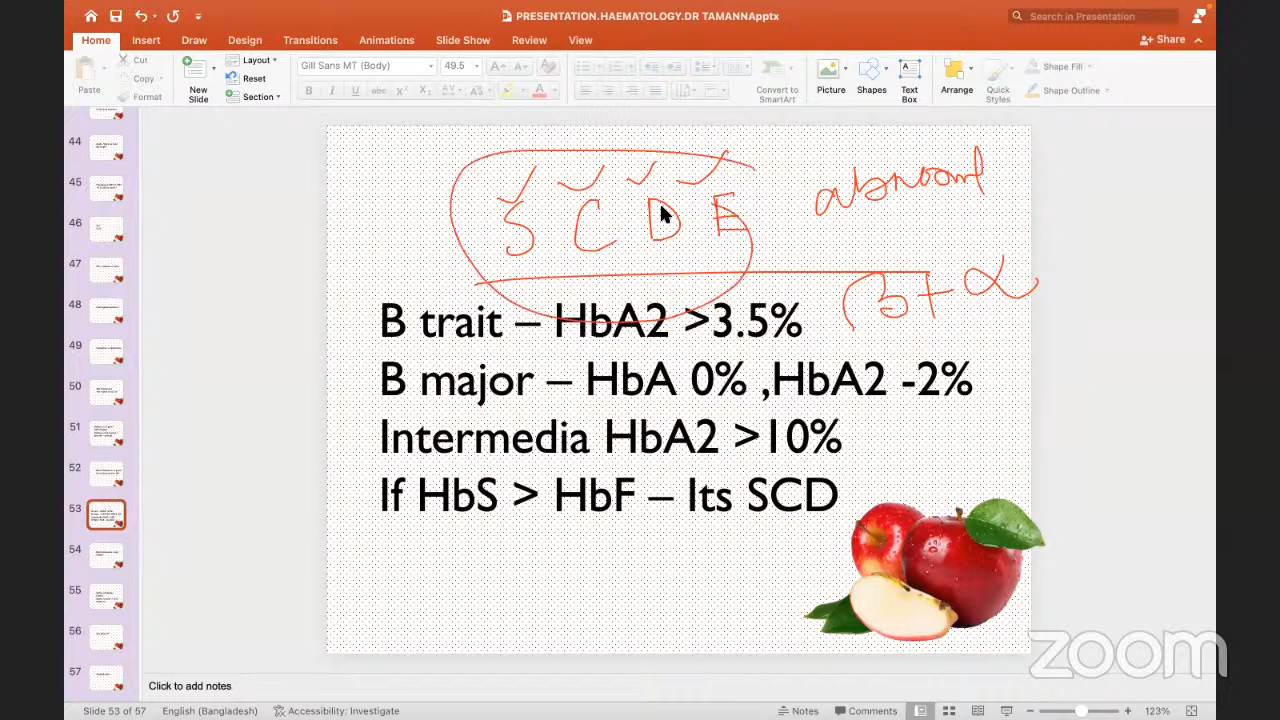 PRESENTATION.HAEMATOLOGY.DR TAMANNApptx
Search in Presentation
Home Insert Draw Design Transitions Animations Slide Show Review View
Share
Paste
Cut
Copy
Format
New Slide
Layout
Reset
Section
Gill Sans MT (Body) 49.5
Convert to SmartArt
Picture
Shapes
Text Box
Arrange
Quick Styles
Shape Fill
Shape Outline
44
45
46
47
48
49
50
51
52
53
54
55
56
57
S C D E
β + α
B trait – HbA2 >3.5%
B major – HbA 0% ,HbA2 -2%
Intermedia HbA2 >10%
If HbS > HbF – Its SCD
zoom
Click to add notes
Slide 53 of 57 English (Bangladesh) Accessibility: Investigate Notes Comments 123%